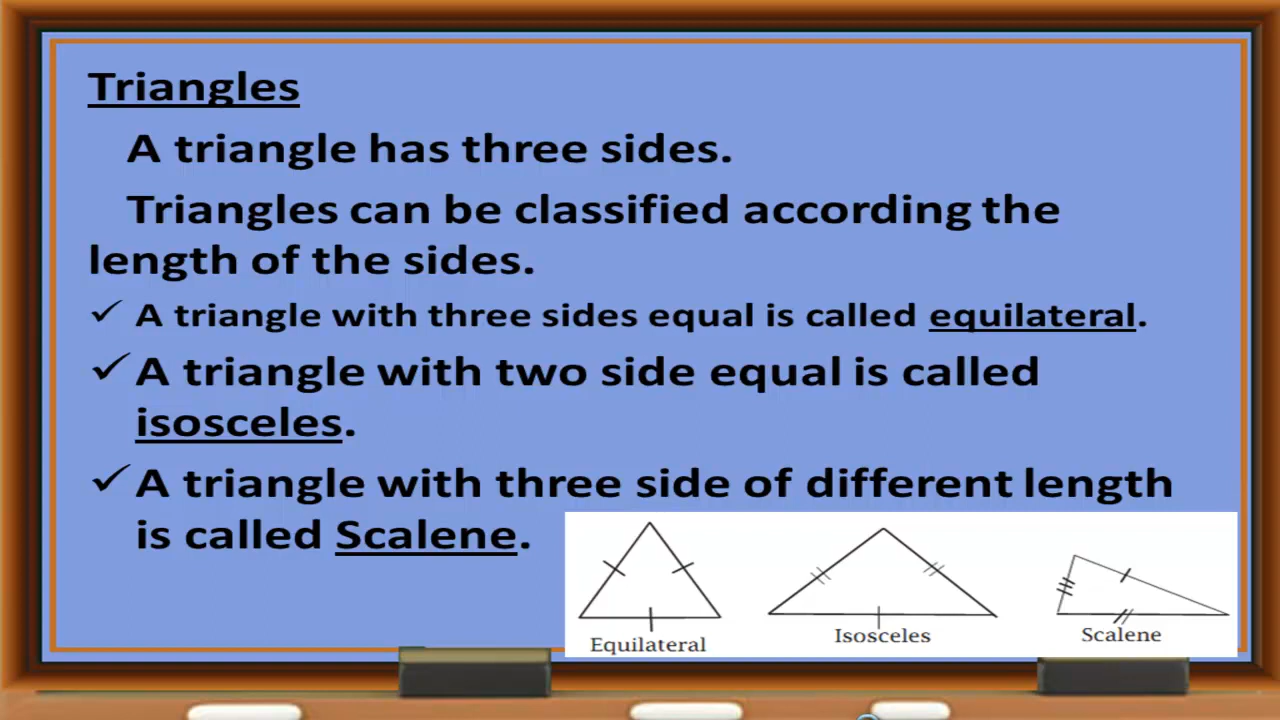 Triangles
A triangle has three sides.
Triangles can be classified according the
length of the sides.
✓ A triangle with three sides equal is called equilateral.
✓ A triangle with two side equal is called
isosceles.
✓ A triangle with three side of different length
is called Scalene.
Equilateral
Isosceles
Scalene